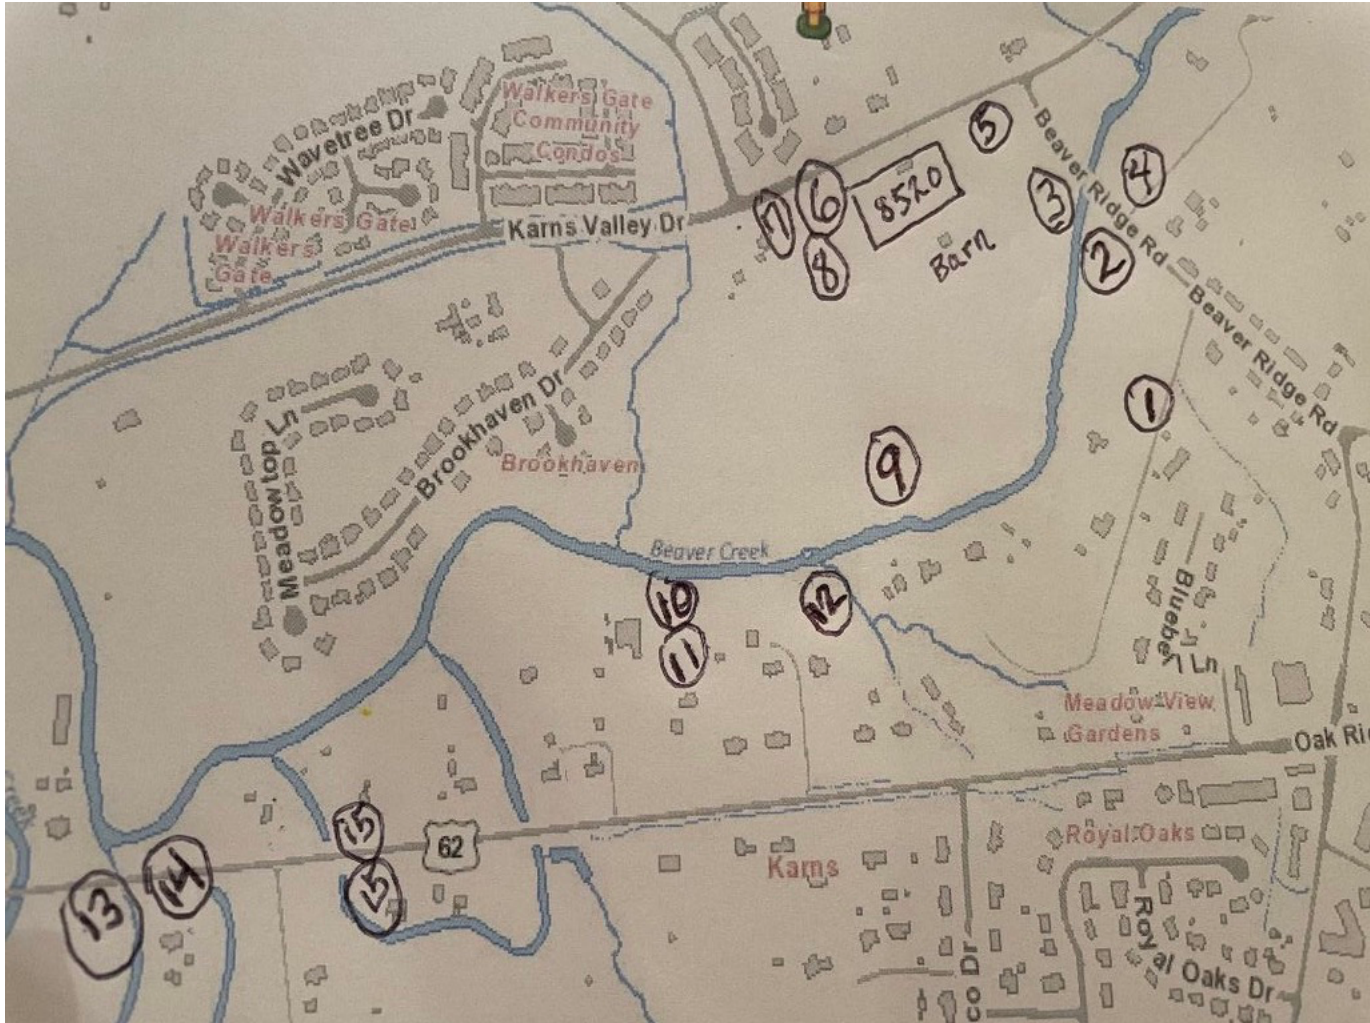 Walkers Gate
Community
Condos
Wavetree Dr
Walkers Gate
Walkers
Gate
Karns Valley Dr
5
Beaver Ridge Rd
4
3
2
6
7
8
8520
Barn
Beaver Ridge Rd
1
Meadowtop Ln
Brookhaven Dr
Brookhaven
9
Beaver Creek
10
11
12
Bluebell Ln
Meadow View
Gardens
Oak Ri
15
62
15
14
13
Karns
Royal Oaks
Royal Oaks Dr
co Dr